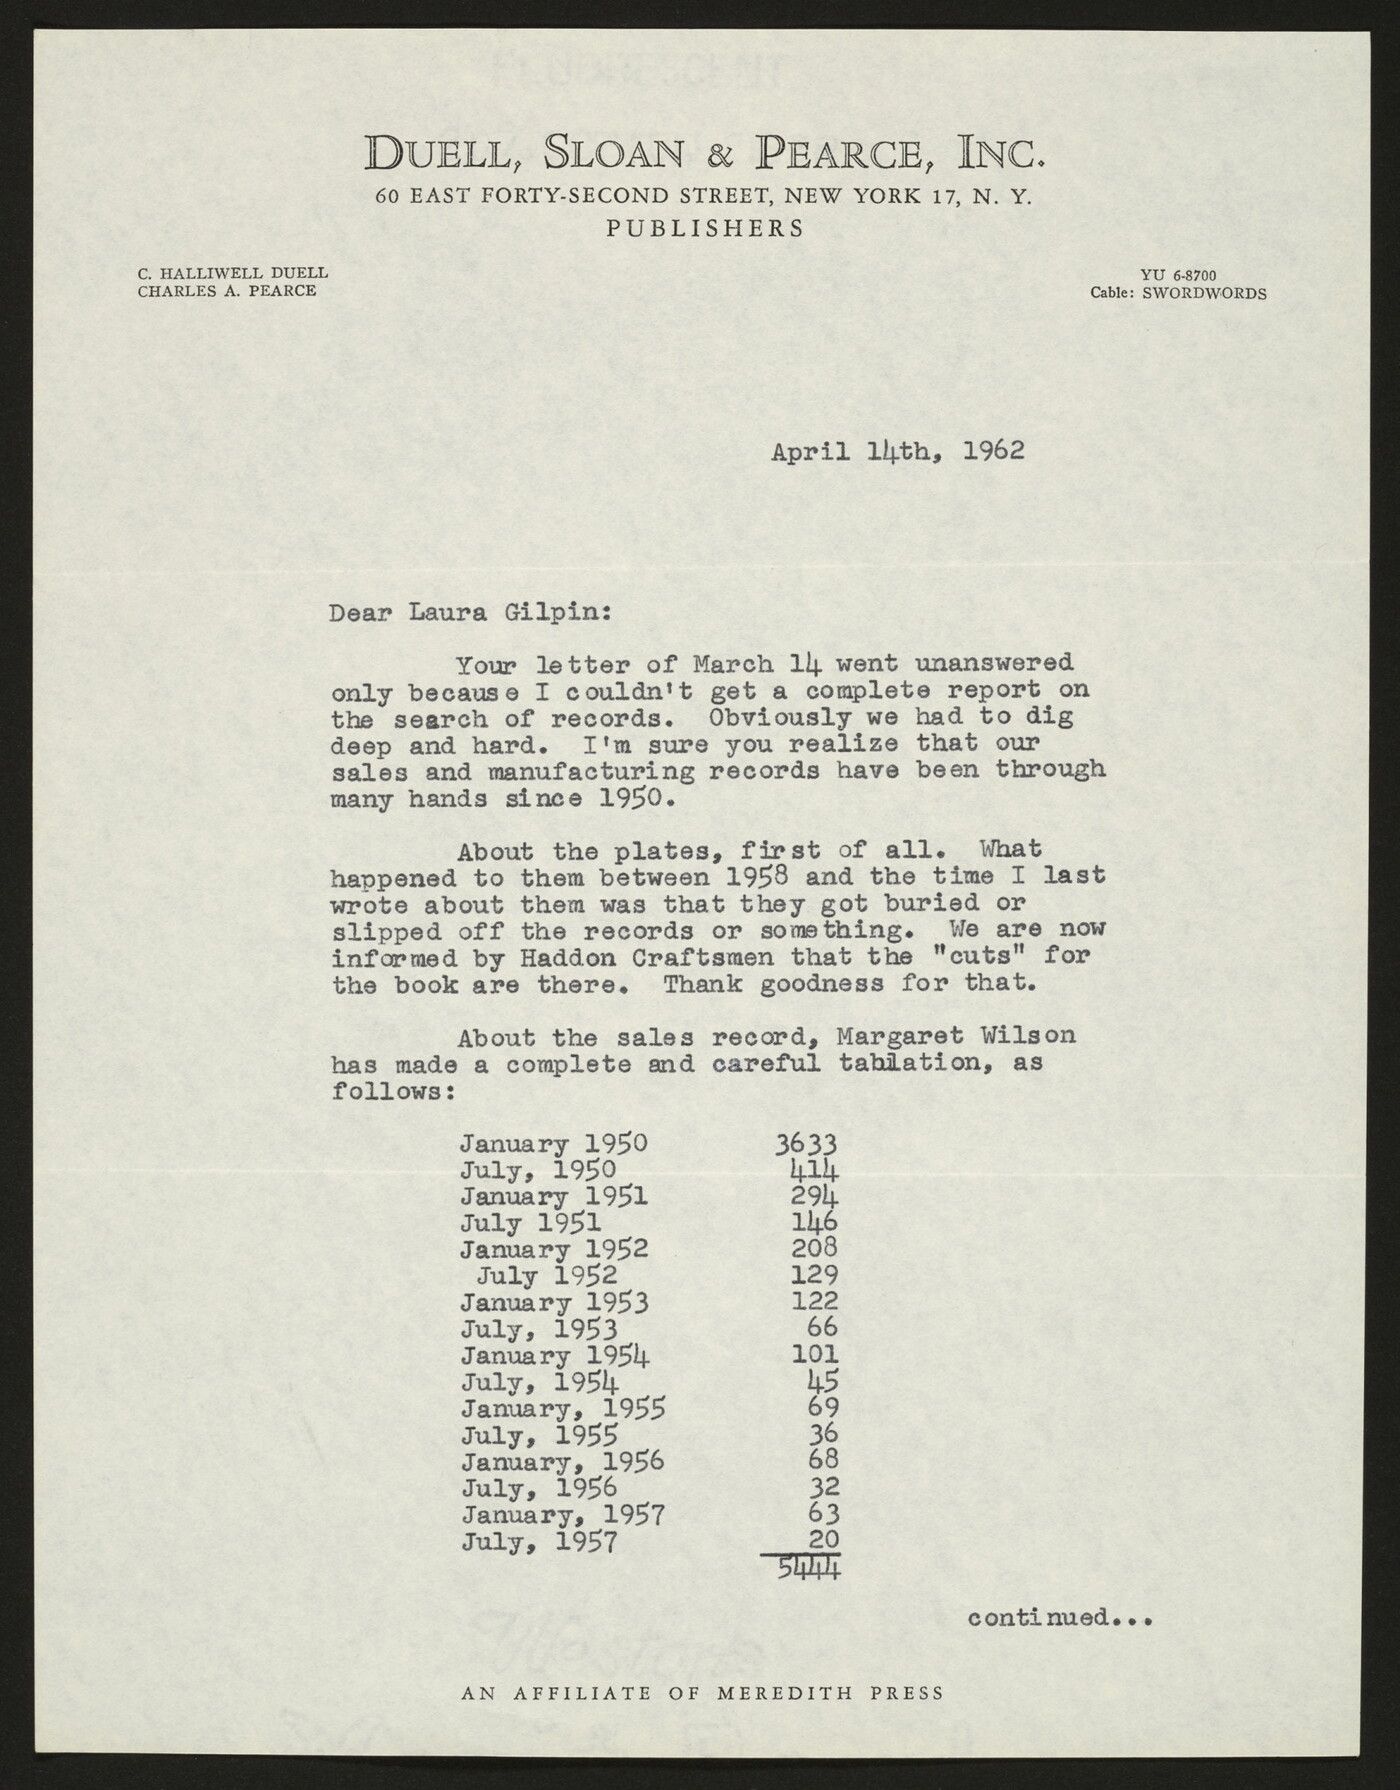 DUELL, SLOAN & PEARCE, INC.
60 EAST FORTY-SECOND STREET, NEW YORK 17, N. Y.
PUBLISHERS
C. HALLIWELL DUELL
CHARLES A. PEARCE
YU 6-8700
Cable: SWORDWORDS
April 14th, 1962
Dear Laura Gilpin:
Your letter of March 14 went unanswered
only because I couldn't get a complete report on
the search of records. Obviously we had to dig
deep and hard. I'm sure you realize that our
sales and manufacturing records have been through
many hands since 1950.
About the plates, first of all. What
happened to them between 1958 and the time I last
wrote about them was that they got buried or
slipped off the records or something. We are now
informed by Haddon Craftsmen that the "cuts" for
the book are there. Thank goodness for that.
About the sales record, Margaret Wilson
has made a complete and careful tablation, as
follows:
January 1950 3633
July, 1950 414
January 1951 294
July 1951 146
January 1952 208
July 1952 129
January 1953 122
July, 1953 66
January 1954 101
July, 1954 45
January, 1955 69
July, 1955 36
January, 1956 68
July, 1956 32
January, 1957 63
July, 1957 20
5444
continued...
AN AFFILIATE OF MEREDITH PRESS